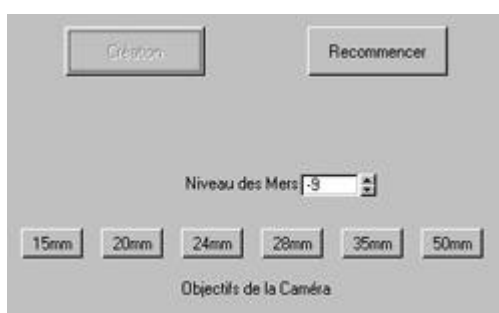 Création Recommencer
Niveau des Mers -9
15mm 20mm 24mm 28mm 35mm 50mm
Objectifs de la Caméra